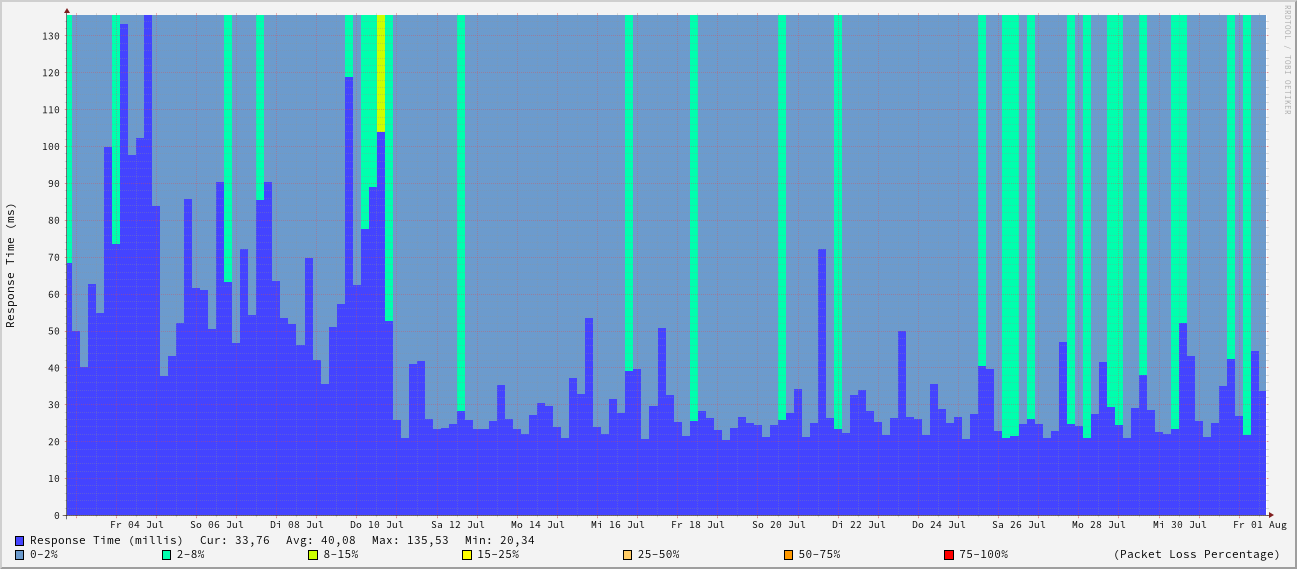 RRDTOOL / TOBI OETIKER
Response Time (ms)
130
120
110
100
90
80
70
60
50
40
30
20
10
0
Fr 04 Jul So 06 Jul Di 08 Jul Do 10 Jul Sa 12 Jul Mo 14 Jul Mi 16 Jul Fr 18 Jul So 20 Jul Di 22 Jul Do 24 Jul Sa 26 Jul Mo 28 Jul Mi 30 Jul Fr 01 Aug
Response Time (millis) Cur: 33,76 Avg: 40,08 Max: 135,53 Min: 20,34
0-2% 2-8% 8-15% 15-25% 25-50% 50-75% 75-100% (Packet Loss Percentage)